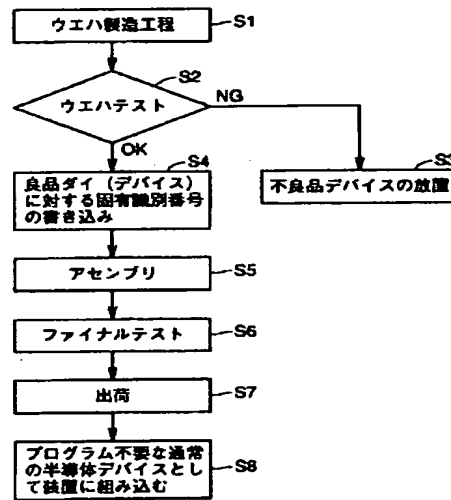 ウエハ製造工程
S1
S2
ウエハテスト
NG
OK
S4
S3
良品ダイ（デバイス）
に対する固有識別番号
の書き込み
不良品デバイスの放置
アセンブリ
S5
ファイナルテスト
S6
出荷
S7
プログラム不要な通常
の半導体デバイスとし
て装置に組み込む
S8